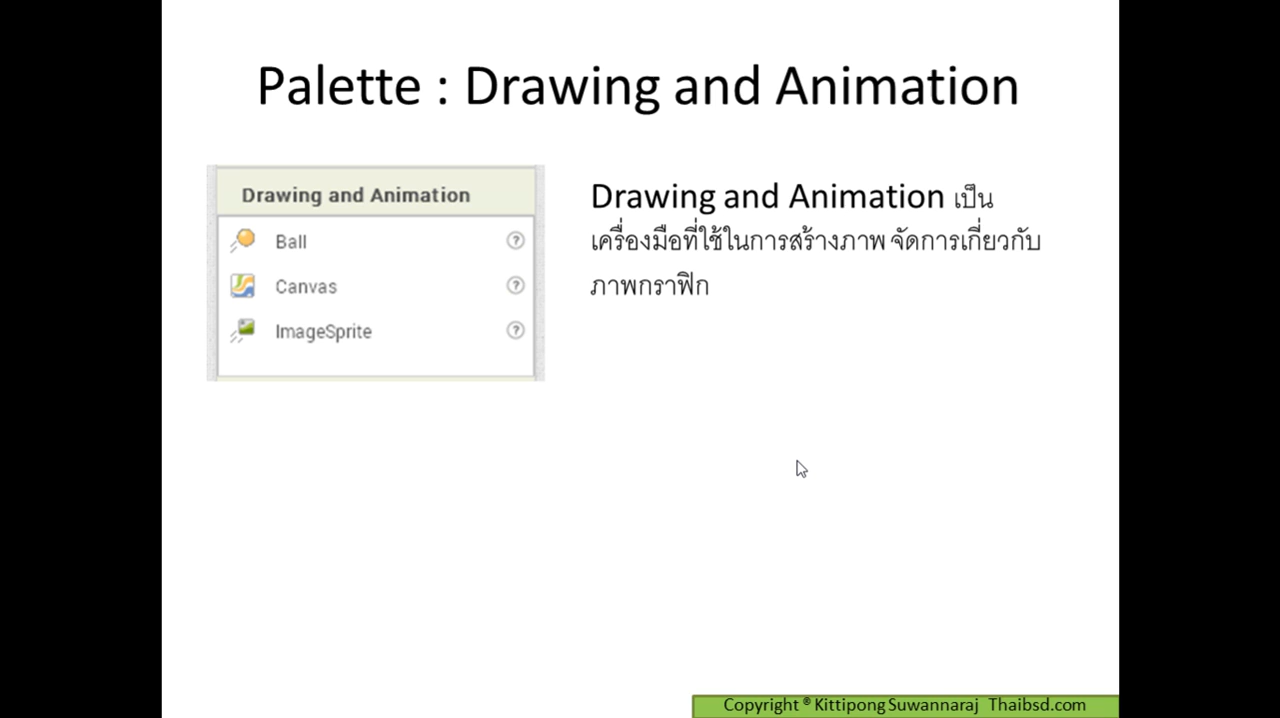 Palette : Drawing and Animation
Drawing and Animation
Ball
?
Canvas
?
ImageSprite
?
Drawing and Animation เป็น
เครื่องมือที่ใช้ในการสร้างภาพ จัดการเกี่ยวกับ
ภาพกราฟิก
Copyright ® Kittipong Suwannaraj Thaibsd.com